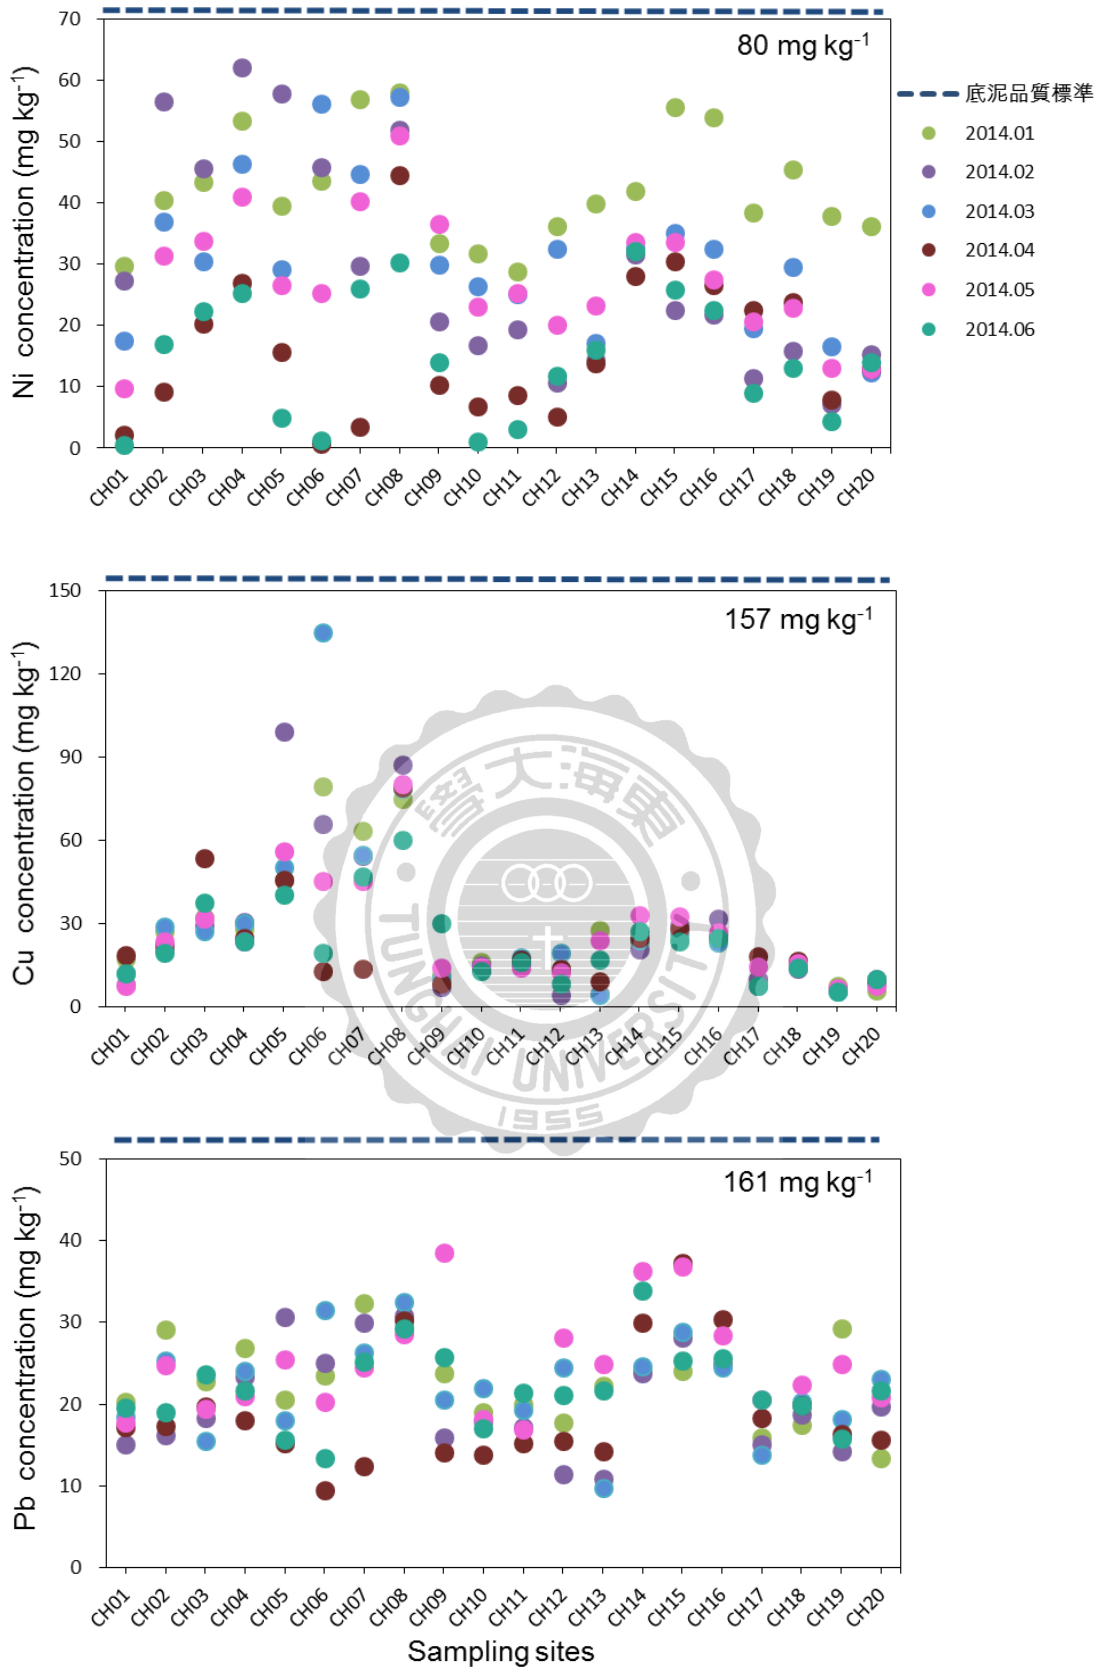 70
60
50
40
30
20
10
0
Ni concentration (mg kg-1)
80 mg kg-1
CH01 CH02 CH03 CH04 CH05 CH06 CH07 CH08 CH09 CH10 CH11 CH12 CH13 CH14 CH15 CH16 CH17 CH18 CH19 CH20
底泥品質標準
2014.01
2014.02
2014.03
2014.04
2014.05
2014.06
150
120
90
60
30
0
Cu concentration (mg kg-1)
157 mg kg-1
CH01 CH02 CH03 CH04 CH05 CH06 CH07 CH08 CH09 CH10 CH11 CH12 CH13 CH14 CH15 CH16 CH17 CH18 CH19 CH20
學大海東
TUNGHAI UNIVERSITY
1955
50
40
30
20
10
0
Pb concentration (mg kg-1)
161 mg kg-1
CH01 CH02 CH03 CH04 CH05 CH06 CH07 CH08 CH09 CH10 CH11 CH12 CH13 CH14 CH15 CH16 CH17 CH18 CH19 CH20
Sampling sites